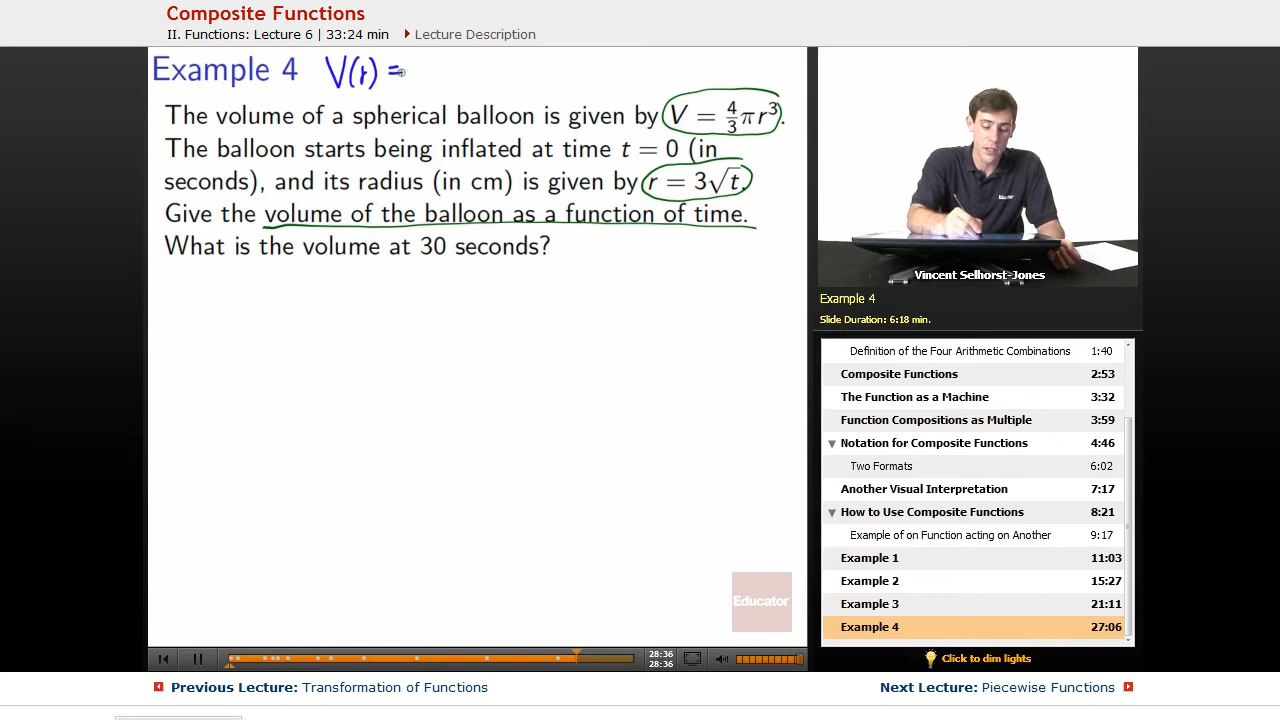 Composite Functions
II. Functions: Lecture 6 | 33:24 min
Lecture Description
Example 4 V(r) =
The volume of a spherical balloon is given by V = 4/3 πr³.
The balloon starts being inflated at time t = 0 (in
seconds), and its radius (in cm) is given by r = 3√t.
Give the volume of the balloon as a function of time.
What is the volume at 30 seconds?
Educator
Vincent Selhorst-Jones
Example 4
Slide Duration: 6:18 min.
Definition of the Four Arithmetic Combinations 1:40
Composite Functions 2:53
The Function as a Machine 3:32
Function Compositions as Multiple 3:59
Notation for Composite Functions 4:46
Two Formats 6:02
Another Visual Interpretation 7:17
How to Use Composite Functions 8:21
Example of on Function acting on Another 9:17
Example 1 11:03
Example 2 15:27
Example 3 21:11
Example 4 27:06
28:36
28:36
Click to dim lights
Previous Lecture: Transformation of Functions
Next Lecture: Piecewise Functions